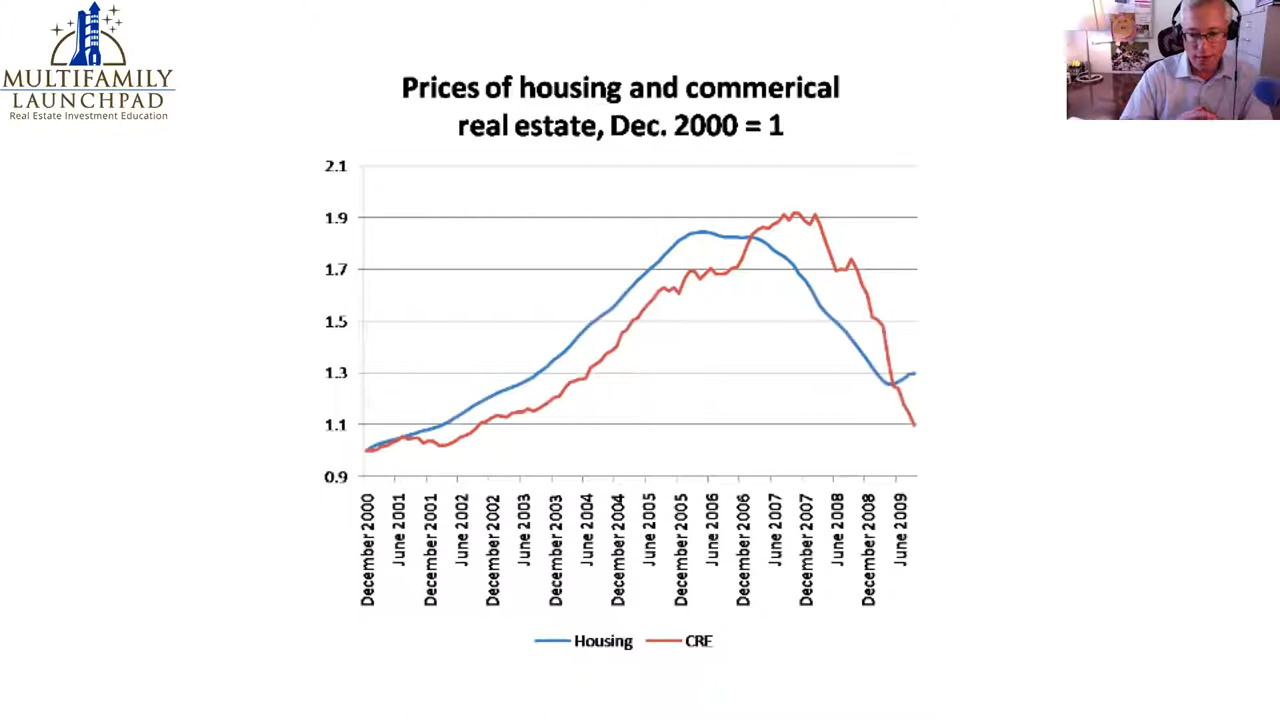 MULTIFAMILY
LAUNCHPAD
Real Estate Investment Education
Prices of housing and commerical
real estate, Dec. 2000 = 1
2.1
1.9
1.7
1.5
1.3
1.1
0.9
December 2000
June 2001
December 2001
June 2002
December 2002
June 2003
December 2003
June 2004
December 2004
June 2005
December 2005
June 2006
December 2006
June 2007
December 2007
June 2008
December 2008
June 2009
Housing
CRE